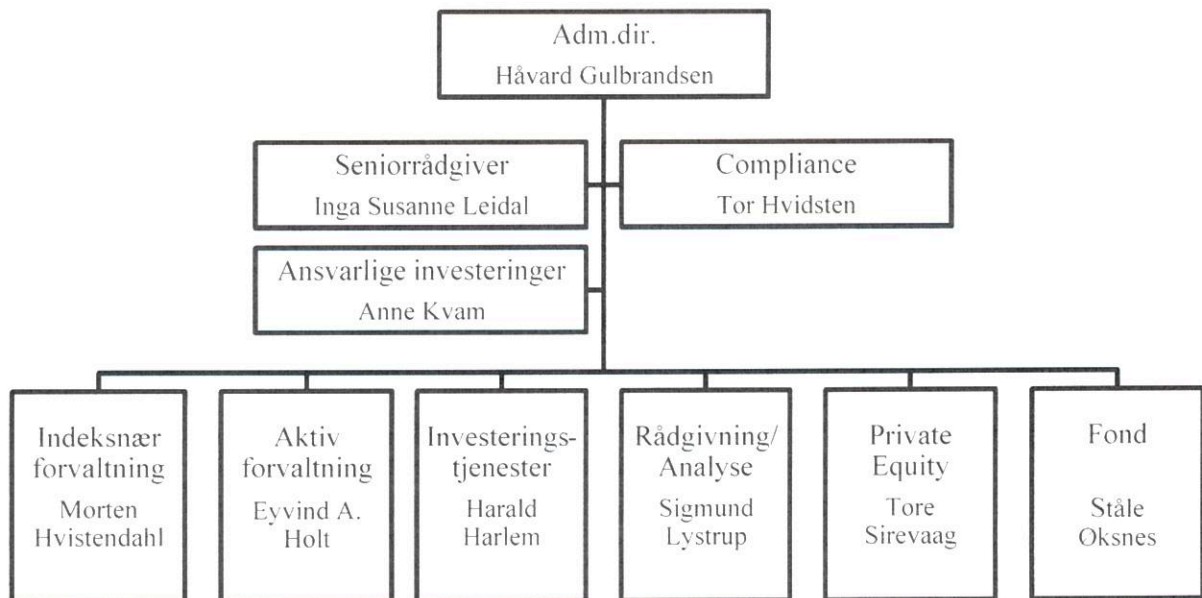 Adm.dir.
Håvard Gulbrandsen
Seniorrådgiver
Inga Susanne Leidal
Compliance
Tor Hvidsten
Ansvarlige investeringer
Anne Kvam
Indeksnær
forvaltning
Morten
Hvistendahl
Aktiv
forvaltning
Eyvind A.
Holt
Investerings-
tjenester
Harald
Harlem
Rådgivning/
Analyse
Sigmund
Lystrup
Private
Equity
Tore
Sirevaag
Fond
Ståle
Øksnes